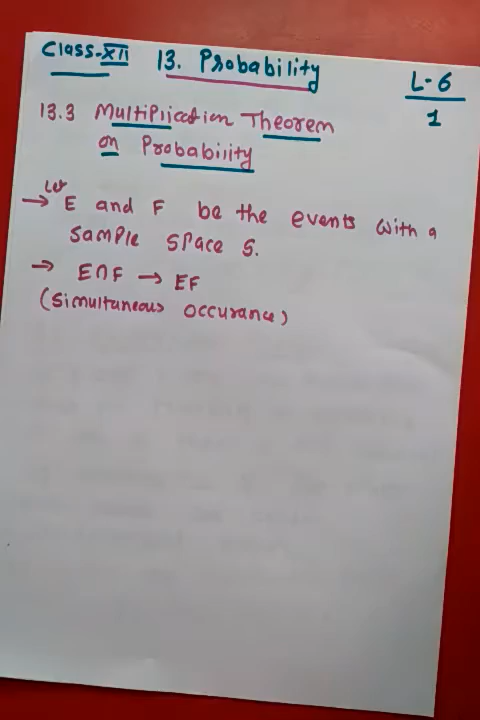 Class-XII 13. Probability L-6
1
13.3 Multiplication Theorem
on Probability
let
→ E and F be the events with a
sample space S.
→ E∩F → EF
(simultaneous occurance)